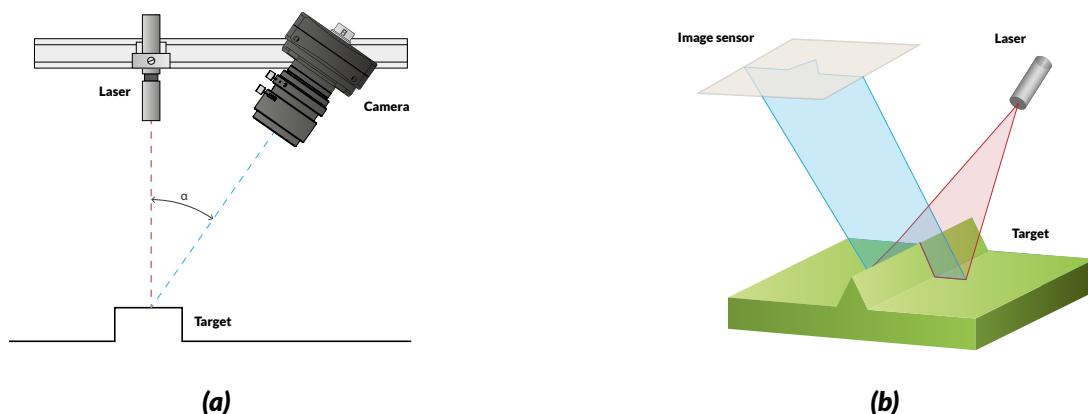 Laser
Camera
α
Target
(a)
Image sensor
Laser
Target
(b)